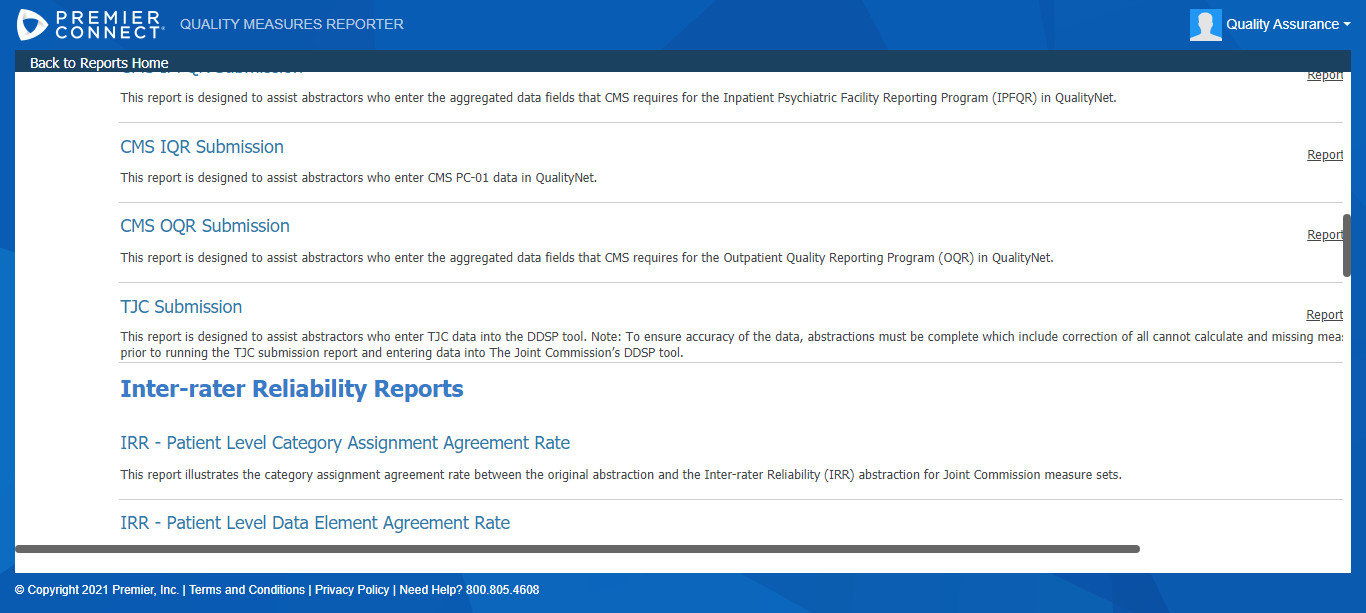 PREMIER
CONNECT
QUALITY MEASURES REPORTER
Quality Assurance
Back to Reports Home
Report
This report is designed to assist abstractors who enter the aggregated data fields that CMS requires for the Inpatient Psychiatric Facility Reporting Program (IPFQR) in QualityNet.
CMS IQR Submission
Report
This report is designed to assist abstractors who enter CMS PC-01 data in QualityNet.
CMS OQR Submission
Report
This report is designed to assist abstractors who enter the aggregated data fields that CMS requires for the Outpatient Quality Reporting Program (OQR) in QualityNet.
TJC Submission
Report
This report is designed to assist abstractors who enter TJC data into the DDSP tool. Note: To ensure accuracy of the data, abstractions must be complete which include correction of all cannot calculate and missing mea
prior to running the TJC submission report and entering data into The Joint Commission’s DDSP tool.
Inter-rater Reliability Reports
IRR - Patient Level Category Assignment Agreement Rate
This report illustrates the category assignment agreement rate between the original abstraction and the Inter-rater Reliability (IRR) abstraction for Joint Commission measure sets.
IRR - Patient Level Data Element Agreement Rate
© Copyright 2021 Premier, Inc. | Terms and Conditions | Privacy Policy | Need Help? 800.805.4608